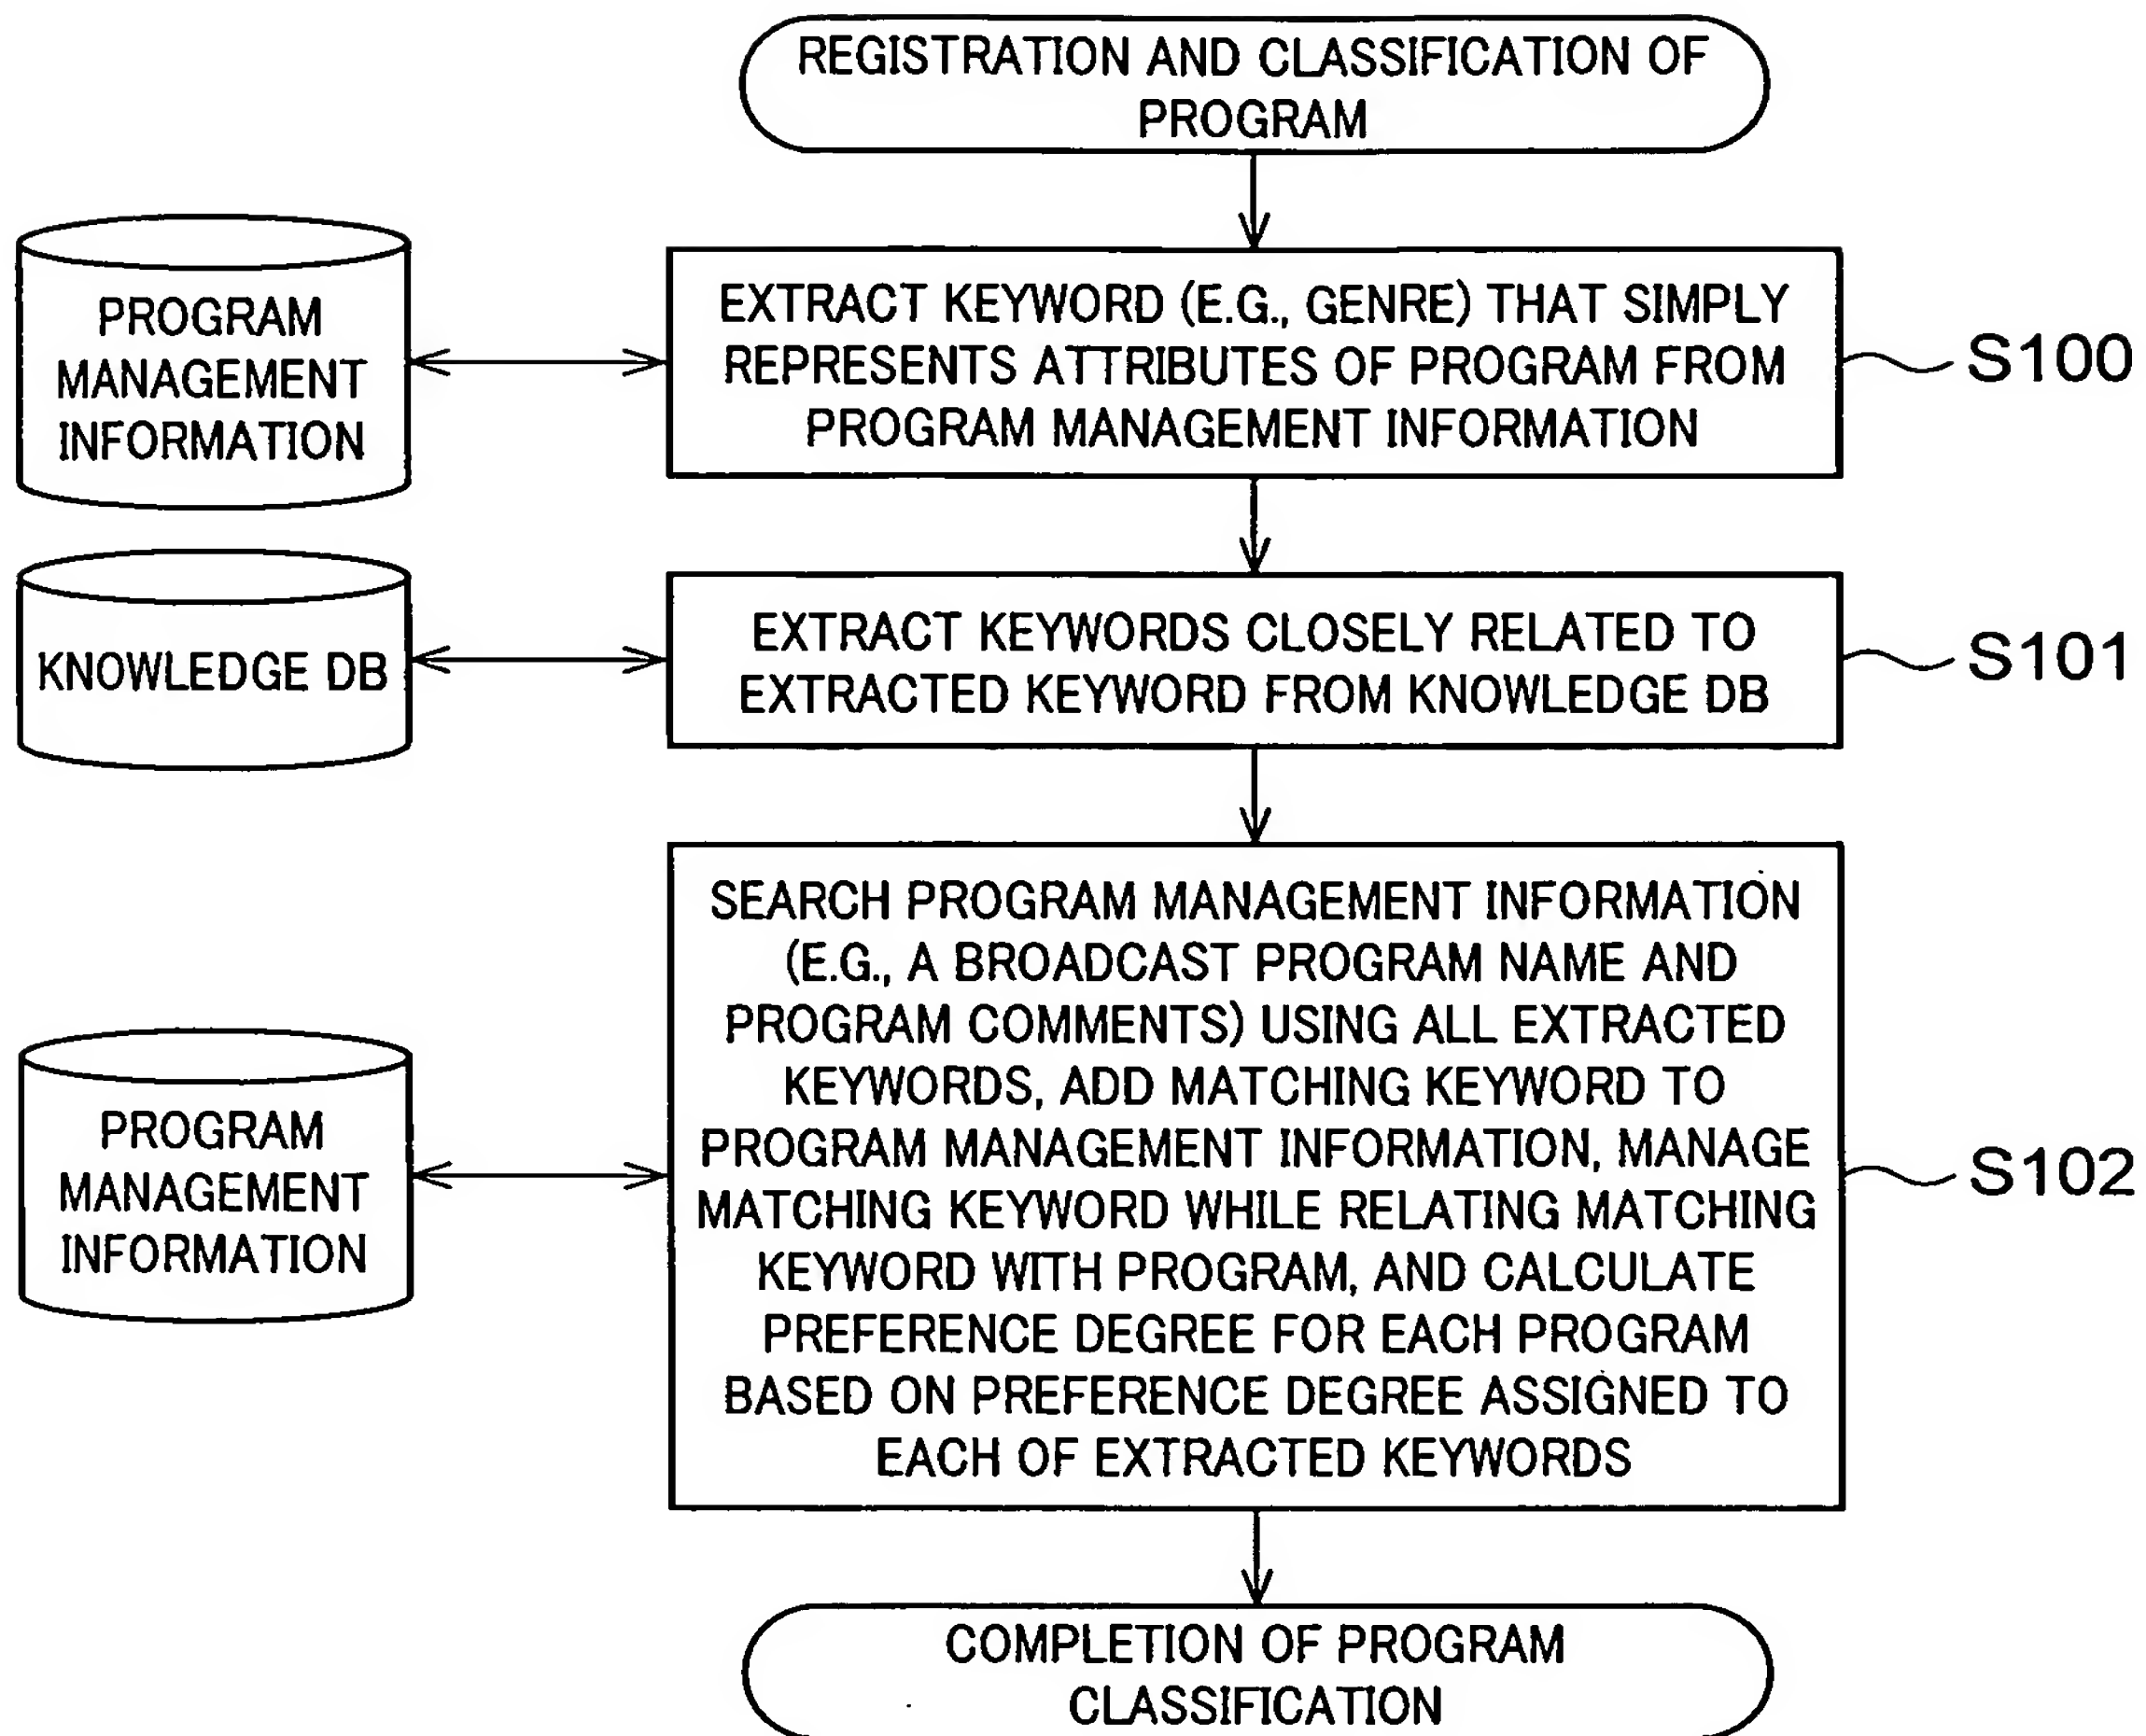 REGISTRATION AND CLASSIFICATION OF
PROGRAM
PROGRAM
MANAGEMENT
INFORMATION
EXTRACT KEYWORD (E.G., GENRE) THAT SIMPLY
REPRESENTS ATTRIBUTES OF PROGRAM FROM
PROGRAM MANAGEMENT INFORMATION
S100
KNOWLEDGE DB
EXTRACT KEYWORDS CLOSELY RELATED TO
EXTRACTED KEYWORD FROM KNOWLEDGE DB
S101
PROGRAM
MANAGEMENT
INFORMATION
SEARCH PROGRAM MANAGEMENT INFORMATION
(E.G., A BROADCAST PROGRAM NAME AND
PROGRAM COMMENTS) USING ALL EXTRACTED
KEYWORDS, ADD MATCHING KEYWORD TO
PROGRAM MANAGEMENT INFORMATION, MANAGE
MATCHING KEYWORD WHILE RELATING MATCHING
KEYWORD WITH PROGRAM, AND CALCULATE
PREFERENCE DEGREE FOR EACH PROGRAM
BASED ON PREFERENCE DEGREE ASSIGNED TO
EACH OF EXTRACTED KEYWORDS
S102
COMPLETION OF PROGRAM
CLASSIFICATION